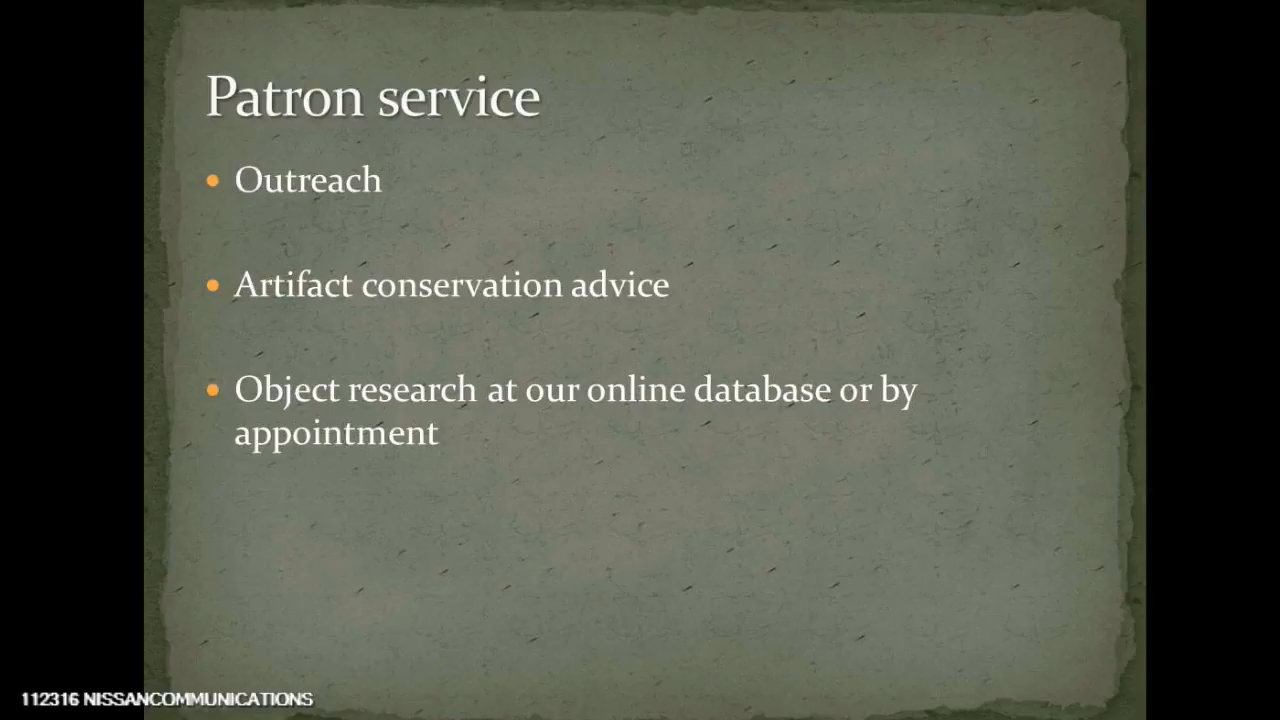 Patron service
• Outreach
• Artifact conservation advice
• Object research at our online database or by
appointment
112316 NISSANCOMMUNICATIONS